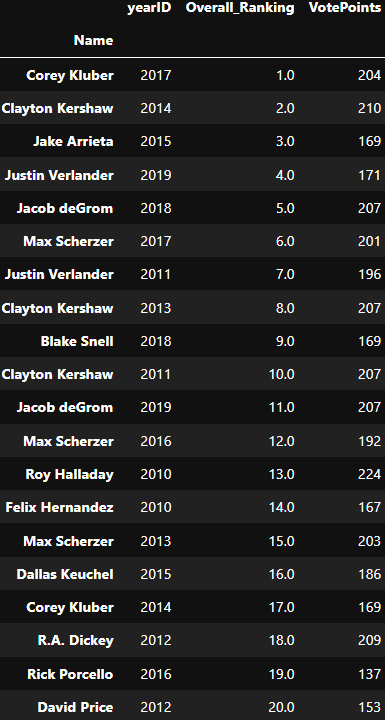 yearID Overall_Ranking VotePoints
Name
Corey Kluber 2017 1.0 204
Clayton Kershaw 2014 2.0 210
Jake Arrieta 2015 3.0 169
Justin Verlander 2019 4.0 171
Jacob deGrom 2018 5.0 207
Max Scherzer 2017 6.0 201
Justin Verlander 2011 7.0 196
Clayton Kershaw 2013 8.0 207
Blake Snell 2018 9.0 169
Clayton Kershaw 2011 10.0 207
Jacob deGrom 2019 11.0 207
Max Scherzer 2016 12.0 192
Roy Halladay 2010 13.0 224
Felix Hernandez 2010 14.0 167
Max Scherzer 2013 15.0 203
Dallas Keuchel 2015 16.0 186
Corey Kluber 2014 17.0 169
R.A. Dickey 2012 18.0 209
Rick Porcello 2016 19.0 137
David Price 2012 20.0 153